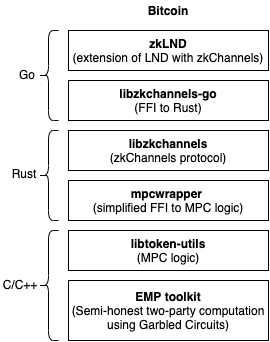 Bitcoin
Go
zkLND
(extension of LND with zkChannels)
libzkchannels-go
(FFI to Rust)
Rust
libzkchannels
(zkChannels protocol)
mpcwrapper
(simplified FFI to MPC logic)
C/C++
libtoken-utils
(MPC logic)
EMP toolkit
(Semi-honest two-party computation
using Garbled Circuits)